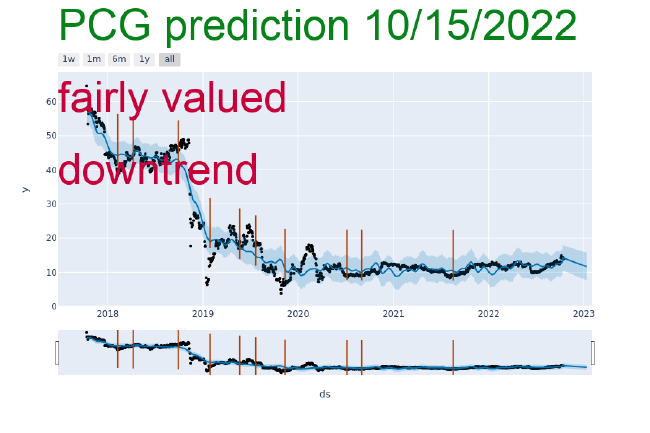 PCG prediction 10/15/2022
1w 1m 6m 1y all
fairly valued
downtrend
60
50
40
30
20
10
0
y
2018 2019 2020 2021 2022 2023
ds